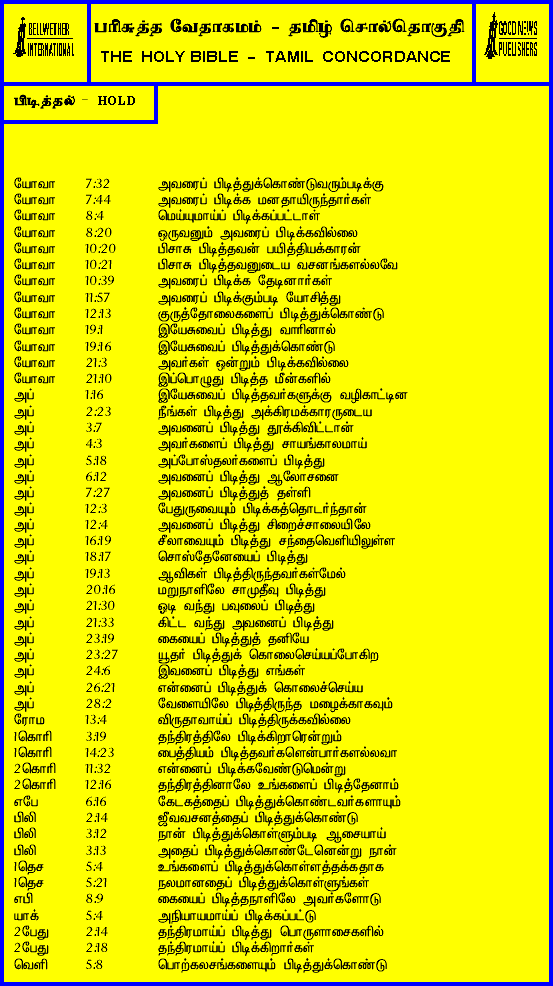 BELLWETHER
INTERNATIONAL
பரிசுத்த வேதாகமம் - தமிழ் சொல்தொகுதி
THE HOLY BIBLE - TAMIL CONCORDANCE
GOOD NEWS
PUBLISHERS
பிடித்தல் - HOLD
யோவா 7:32 அவரைப் பிடித்துக்கொண்டுவரும்படிக்கு
யோவா 7:44 அவரைப் பிடிக்க மனதாயிருந்தார்கள்
யோவா 8:4 மெய்யுமாய்ப் பிடிக்கப்பட்டாள்
யோவா 8:20 ஒருவனும் அவரைப் பிடிக்கவில்லை
யோவா 10:20 பிசாசு பிடித்தவன் பயித்தியக்காரன்
யோவா 10:21 பிசாசு பிடித்தவனுடைய வசனங்களல்லவே
யோவா 10:39 அவரைப் பிடிக்க தேடினார்கள்
யோவா 11:57 அவரைப் பிடிக்கும்படி யோசித்து
யோவா 12:13 குருத்தோலைகளைப் பிடித்துக்கொண்டு
யோவா 19:1 இயேசுவைப் பிடித்து வாரினால்
யோவா 19:16 இயேசுவைப் பிடித்துக்கொண்டு
யோவா 21:3 அவர்கள் ஒன்றும் பிடிக்கவில்லை
யோவா 21:10 இப்பொழுது பிடித்த மீன்களில்
அப் 1:16 இயேசுவைப் பிடித்தவர்களுக்கு வழிகாட்டின
அப் 2:23 நீங்கள் பிடித்து அக்கிரமக்காரருடைய
அப் 3:7 அவனைப் பிடித்து தூக்கிவிட்டான்
அப் 4:3 அவர்களைப் பிடித்து சாயங்காலமாய்
அப் 5:18 அப்போஸ்தலர்களைப் பிடித்து
அப் 6:12 அவனைப் பிடித்து ஆலோசனை
அப் 7:27 அவனைப் பிடித்துத் தள்ளி
அப் 12:3 பேதுருவையும் பிடிக்கத்தொடர்ந்தான்
அப் 12:4 அவனைப் பிடித்து சிறைச்சாலையிலே
அப் 16:19 சீலாவையும் பிடித்து சந்தைவெளியிலுள்ள
அப் 18:17 சொஸ்தேனேயைப் பிடித்து
அப் 19:13 ஆவிகள் பிடித்திருந்தவர்கள்மேல்
அப் 20:16 மறுநாளிலே சாமுதீவு பிடித்து
அப் 21:30 ஓடி வந்து பவுலைப் பிடித்து
அப் 21:33 கிட்ட வந்து அவனைப் பிடித்து
அப் 23:19 கையைப் பிடித்துத் தனியே
அப் 23:27 யூதர் பிடித்துக் கொலைசெய்யப்போகிற
அப் 24:6 இவனைப் பிடித்து எங்கள்
அப் 26:21 என்னைப் பிடித்துக் கொலைச்செய்ய
அப் 28:2 வேளையிலே பிடித்திருந்த மழைக்காகவும்
ரோம 13:4 விருதாவாய்ப் பிடித்திருக்கவில்லை
1கொரி 3:19 தந்திரத்திலே பிடிக்கிறாரென்றும்
1கொரி 14:23 பைத்தியம் பிடித்தவர்களென்பார்களல்லவா
2கொரி 11:32 என்னைப் பிடிக்கவேண்டுமென்று
2கொரி 12:16 தந்திரத்தினாலே உங்களைப் பிடித்தேனாம்
எபே 6:16 கேடகத்தைப் பிடித்துக்கொண்டவர்களாயும்
பிலி 2:14 ஜீவவசனத்தைப் பிடித்துக்கொண்டு
பிலி 3:12 நான் பிடித்துக்கொள்ளும்படி ஆசையாய்
பிலி 3:13 அதைப் பிடித்துக்கொண்டேனென்று நான்
1தெச 5:4 உங்களைப் பிடித்துக்கொள்ளத்தக்கதாக
1தெச 5:21 நலமானதைப் பிடித்துக்கொள்ளுங்கள்
எபி 8:9 கையைப் பிடித்தநாளிலே அவர்களோடு
யாக் 5:4 அநியாயமாய்ப் பிடிக்கப்பட்டு
2பேது 2:14 தந்திரமாய்ப் பிடித்து பொருளாசைகளில்
2பேது 2:18 தந்திரமாய்ப் பிடிக்கிறார்கள்
வெளி 5:8 பொற்கலசங்களையும் பிடித்துக்கொண்டு